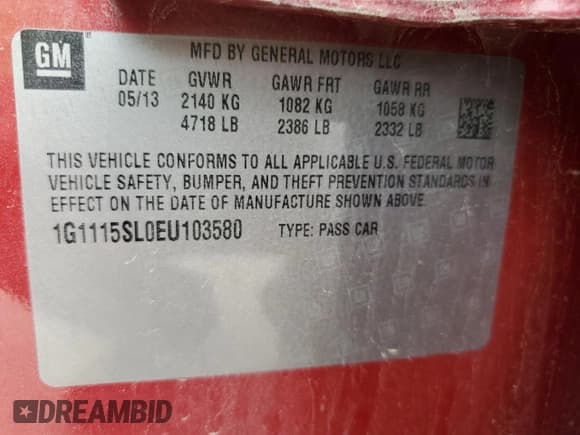 GM
MFD BY GENERAL MOTORS LLC
DATE GVWR GAWR FRT GAWR RR
05/13 2140 KG 1082 KG 1058 KG
4718 LB 2386 LB 2332 LB
THIS VEHICLE CONFORMS TO ALL APPLICABLE U.S. FEDERAL MOTOR
VEHICLE SAFETY, BUMPER, AND THEFT PREVENTION STANDARDS IN
EFFECT ON THE DATE OF MANUFACTURE SHOWN ABOVE.
1G1115SL0EU103580 TYPE: PASS CAR
DREAMBID